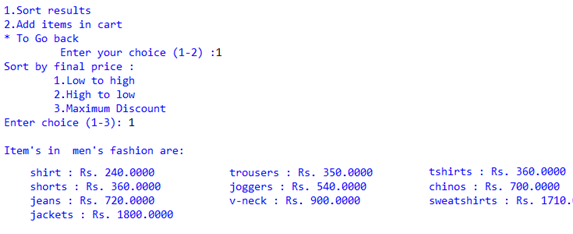 1.Sort results
2.Add items in cart
* To Go back
Enter your choice (1-2) :1
Sort by final price :
1.Low to high
2.High to low
3.Maximum Discount
Enter choice (1-3): 1
Item's in men's fashion are:
shirt : Rs. 240.0000 trousers : Rs. 350.0000 tshirts : Rs. 360.0000
shorts : Rs. 360.0000 joggers : Rs. 540.0000 chinos : Rs. 700.0000
jeans : Rs. 720.0000 v-neck : Rs. 900.0000 sweatshirts : Rs. 1710.
jackets : Rs. 1800.0000